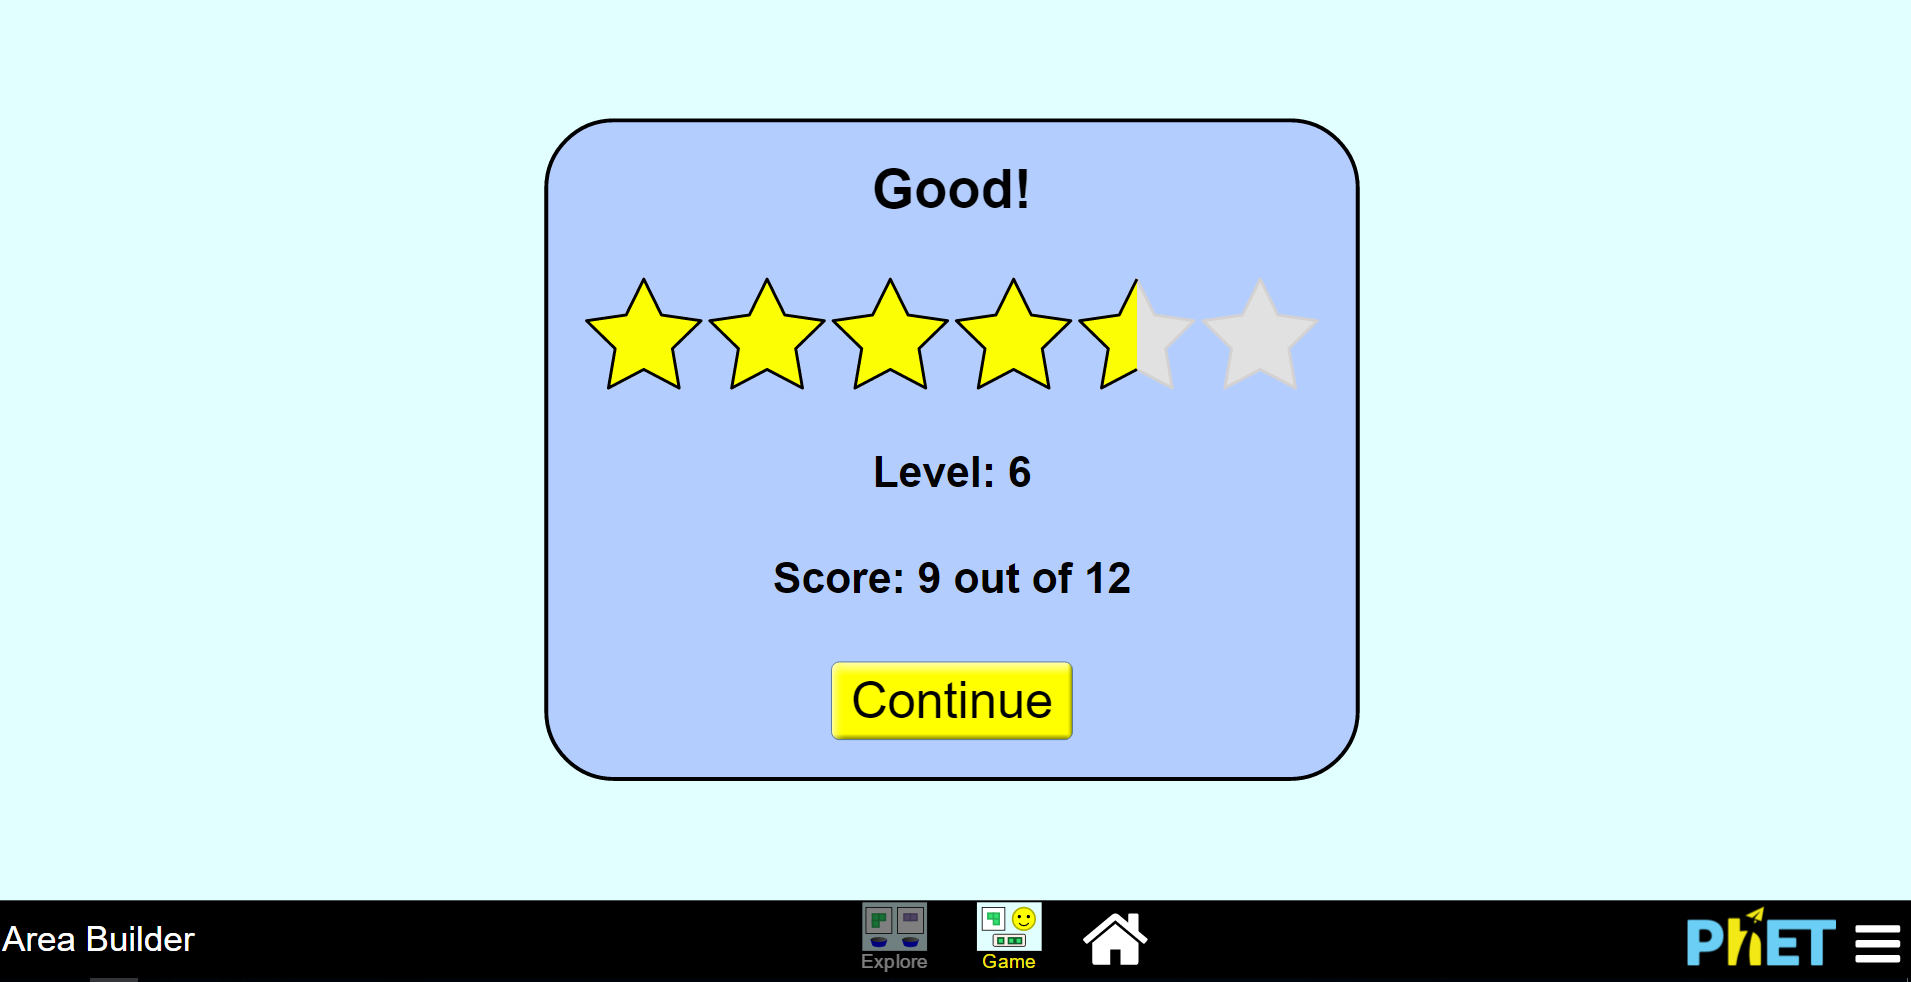 Good!
Level: 6
Score: 9 out of 12
Continue
Area Builder
Explore
Game
PhET